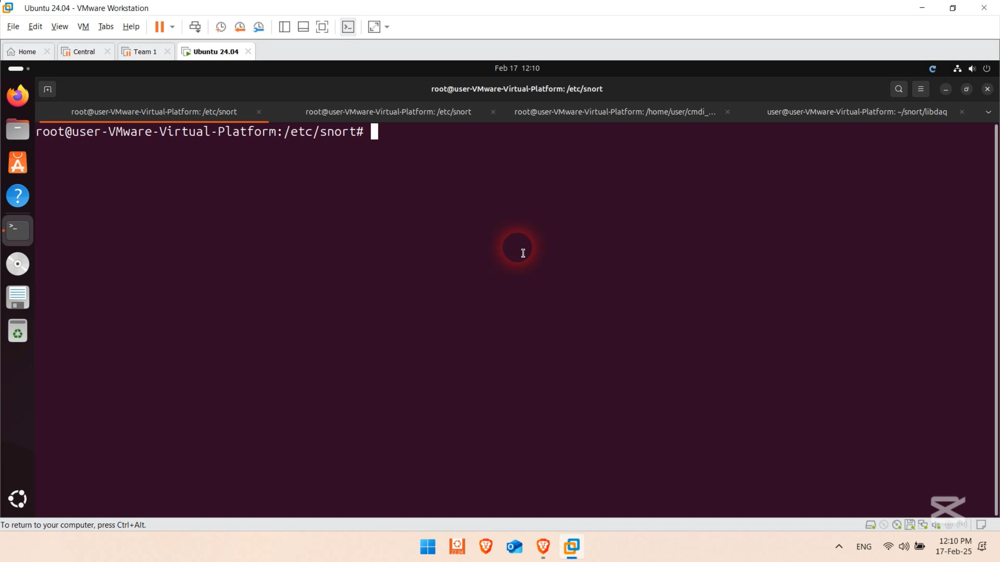 Ubuntu 24.04 - VMware Workstation
File Edit View VM Tabs Help
Home Central Team 1 Ubuntu 24.04
Feb 17 12:10
root@user-VMware-Virtual-Platform: /etc/snort
root@user-VMware-Virtual-Platform: /etc/snort root@user-VMware-Virtual-Platform: /etc/snort root@user-VMware-Virtual-Platform: /home/user/cmdi_... user@user-VMware-Virtual-Platform: ~/snort/libdaq
root@user-VMware-Virtual-Platform:/etc/snort#
To return to your computer, press Ctrl+Alt.
22.04
ENG
12:10 PM
17-Feb-25